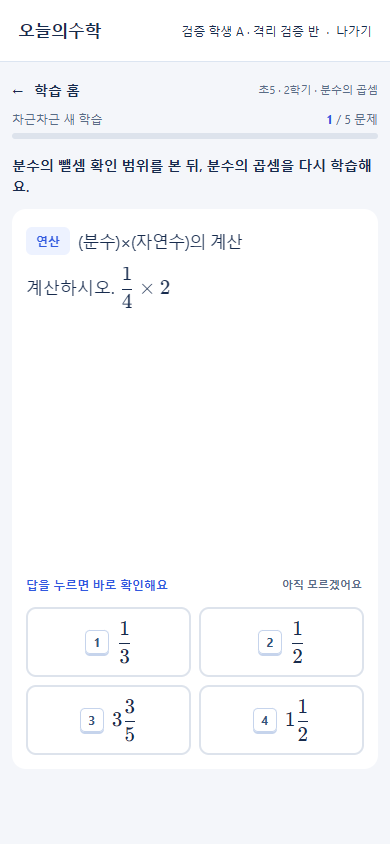 오늘의수학
검증 학생 A · 격리 검증 반 · 나가기
← 학습 홈
초5 · 2학기 · 분수의 곱셈
차근차근 새 학습
1 / 5 문제
분수의 뺄셈 확인 범위를 본 뒤, 분수의 곱셈을 다시 학습해
요.
연산 (분수)×(자연수)의 계산
계산하시오. 1/4 × 2
답을 누르면 바로 확인해요
아직 모르겠어요
1 1/3
2 1/2
3 3 3/5
4 1 1/2